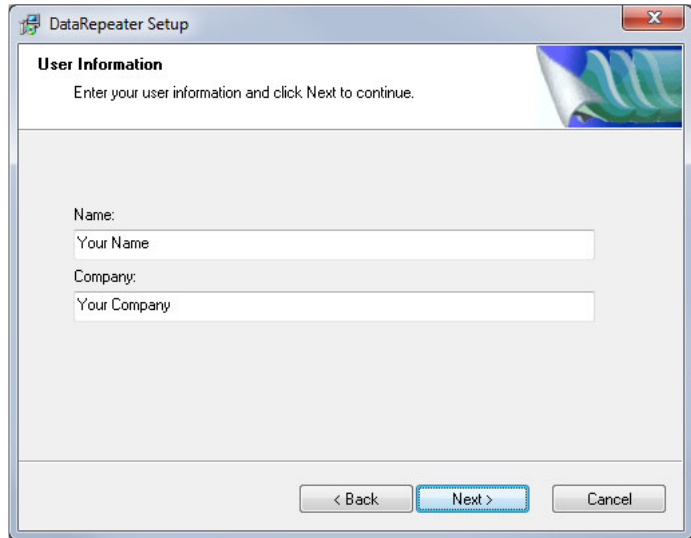 DataRepeater Setup
User Information
Enter your user information and click Next to continue.
Name:
Your Name
Company:
Your Company
< Back Next > Cancel